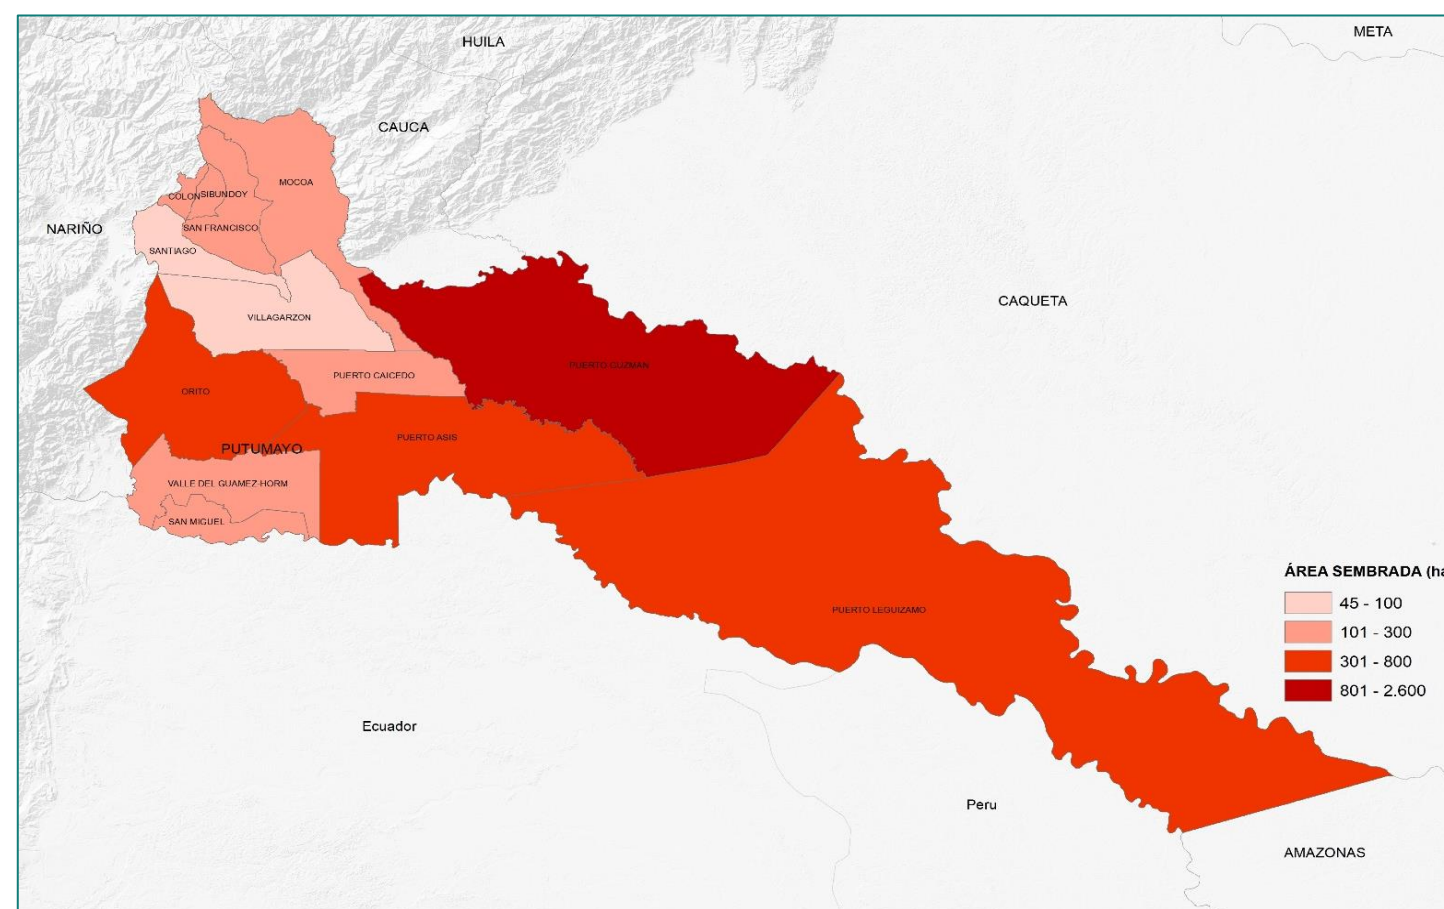 META
HUILA
CAUCA
MOCOA
COLON
SIBUNDOY
NARIÑO
SAN FRANCISCO
SANTIAGO
CAQUETA
VILLAGARZON
PUERTO GUZMAN
PUERTO CAICEDO
ORITO
PUERTO ASIS
PUTUMAYO
VALLE DEL GUAMEZ-HORM
SAN MIGUEL
ÁREA SEMBRADA (ha
45 - 100
101 - 300
301 - 800
801 - 2.600
PUERTO LEGUIZAMO
Ecuador
Peru
AMAZONAS